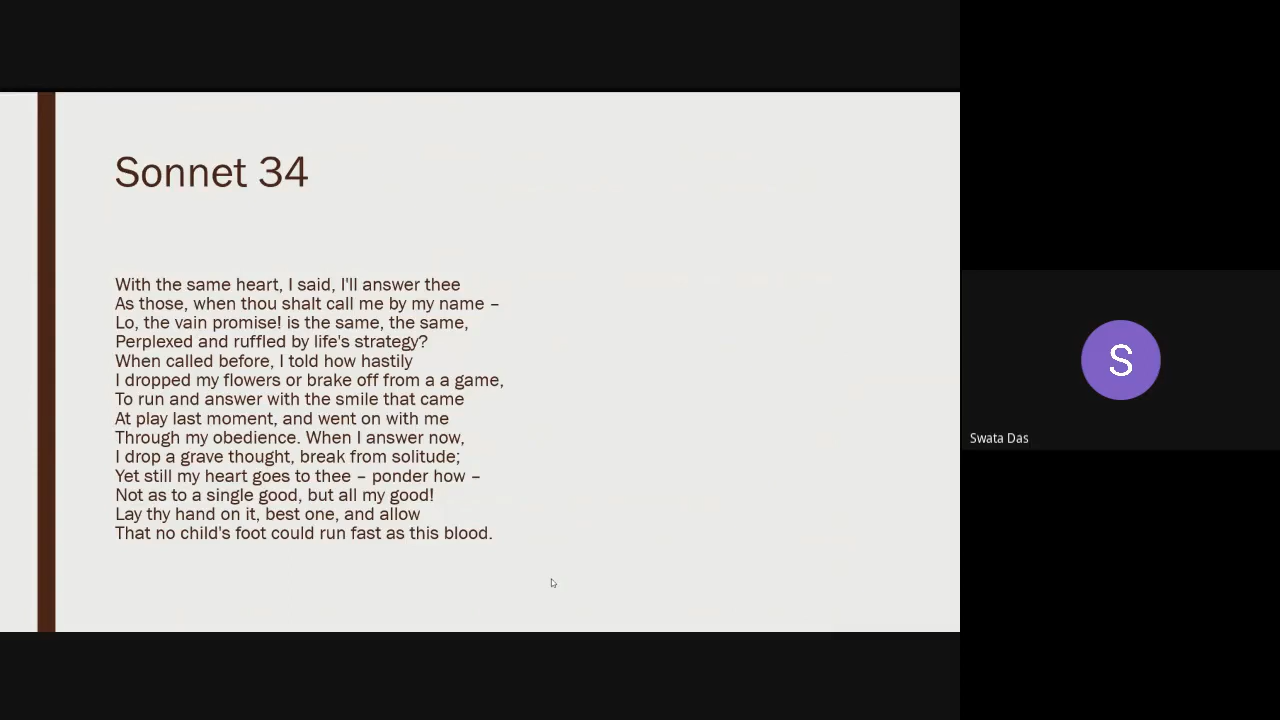 Sonnet 34
With the same heart, I said, I'll answer thee
As those, when thou shalt call me by my name –
Lo, the vain promise! is the same, the same,
Perplexed and ruffled by life's strategy?
When called before, I told how hastily
I dropped my flowers or brake off from a a game,
To run and answer with the smile that came
At play last moment, and went on with me
Through my obedience. When I answer now,
I drop a grave thought, break from solitude;
Yet still my heart goes to thee – ponder how –
Not as to a single good, but all my good!
Lay thy hand on it, best one, and allow
That no child's foot could run fast as this blood.
S
Swata Das